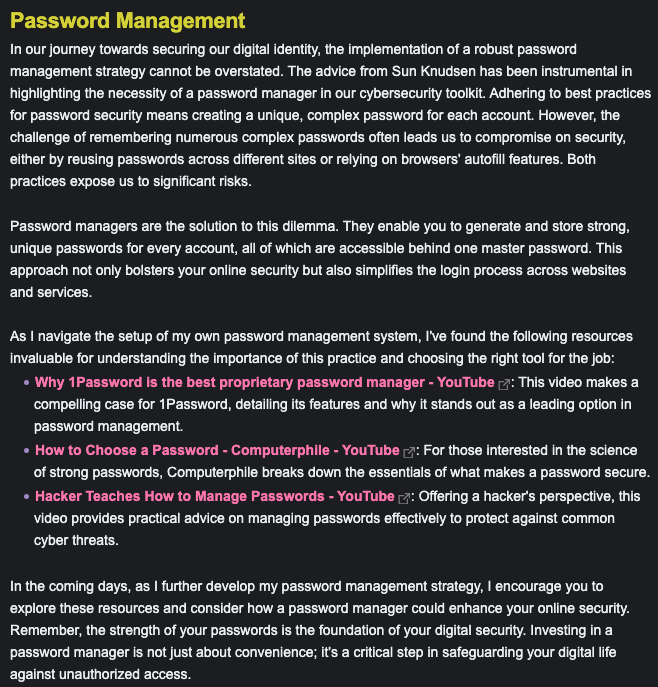 Password Management
In our journey towards securing our digital identity, the implementation of a robust password
management strategy cannot be overstated. The advice from Sun Knudsen has been instrumental in
highlighting the necessity of a password manager in our cybersecurity toolkit. Adhering to best practices
for password security means creating a unique, complex password for each account. However, the
challenge of remembering numerous complex passwords often leads us to compromise on security,
either by reusing passwords across different sites or relying on browsers' autofill features. Both
practices expose us to significant risks.
Password managers are the solution to this dilemma. They enable you to generate and store strong,
unique passwords for every account, all of which are accessible behind one master password. This
approach not only bolsters your online security but also simplifies the login process across websites
and services.
As I navigate the setup of my own password management system, I've found the following resources
invaluable for understanding the importance of this practice and choosing the right tool for the job:
• Why 1Password is the best proprietary password manager - YouTube: This video makes a
compelling case for 1Password, detailing its features and why it stands out as a leading option in
password management.
• How to Choose a Password - Computerphile - YouTube: For those interested in the science
of strong passwords, Computerphile breaks down the essentials of what makes a password secure.
• Hacker Teaches How to Manage Passwords - YouTube: Offering a hacker's perspective, this
video provides practical advice on managing passwords effectively to protect against common
cyber threats.
In the coming days, as I further develop my password management strategy, I encourage you to
explore these resources and consider how a password manager could enhance your online security.
Remember, the strength of your passwords is the foundation of your digital security. Investing in a
password manager is not just about convenience; it's a critical step in safeguarding your digital life
against unauthorized access.